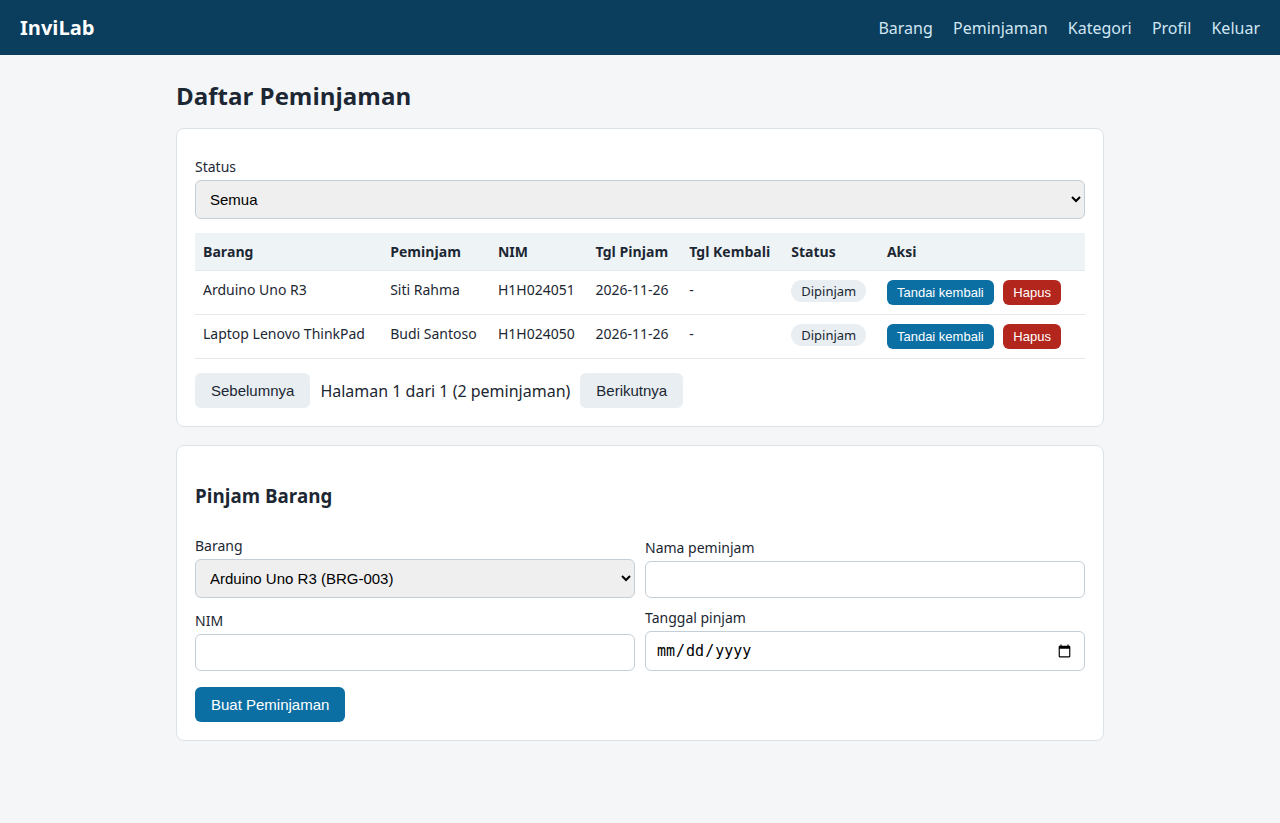 InviLab Barang Peminjaman Kategori Profil Keluar
Daftar Peminjaman
Status
Semua
Barang Peminjam NIM Tgl Pinjam Tgl Kembali Status Aksi
Arduino Uno R3 Siti Rahma H1H024051 2026-11-26 - Dipinjam Tandai kembali Hapus
Laptop Lenovo ThinkPad Budi Santoso H1H024050 2026-11-26 - Dipinjam Tandai kembali Hapus
Sebelumnya Halaman 1 dari 1 (2 peminjaman) Berikutnya
Pinjam Barang
Barang Nama peminjam
Arduino Uno R3 (BRG-003)
NIM Tanggal pinjam
mm/dd/yyyy
Buat Peminjaman